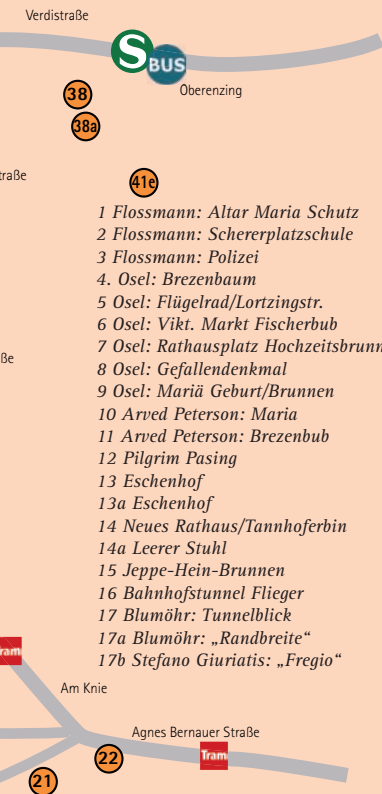 Verdistraße
S
BUS
Oberenzing
38
38a
traße
41e
1 Flossmann: Altar Maria Schutz
2 Flossmann: Schererplatzschule
3 Flossmann: Polizei
4. Osel: Brezenbaum
5 Osel: Flügelrad/Lortzingstr.
6 Osel: Vikt. Markt Fischerbub
7 Osel: Rathausplatz Hochzeitsbrunn
ße
8 Osel: Gefallendenkmal
9 Osel: Mariä Geburt/Brunnen
10 Arved Peterson: Maria
11 Arved Peterson: Brezenbub
12 Pilgrim Pasing
13 Eschenhof
13a Eschenhof
14 Neues Rathaus/Tannhoferbin
14a Leerer Stuhl
15 Jeppe-Hein-Brunnen
16 Bahnhofstunnel Flieger
17 Blumöhr: Tunnelblick
17a Blumöhr: „Randbreite“
17b Stefano Giuriatis: „Fregio“
Tram
Am Knie
Agnes Bernauer Straße
22
Tram
21